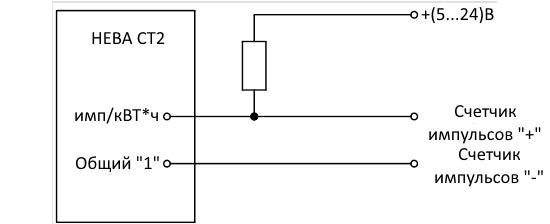 +(5...24)В
НЕВА СТ2
имп/кВТ*ч
Счетчик
импульсов "+"
Общий "1"
Счетчик
импульсов "-"